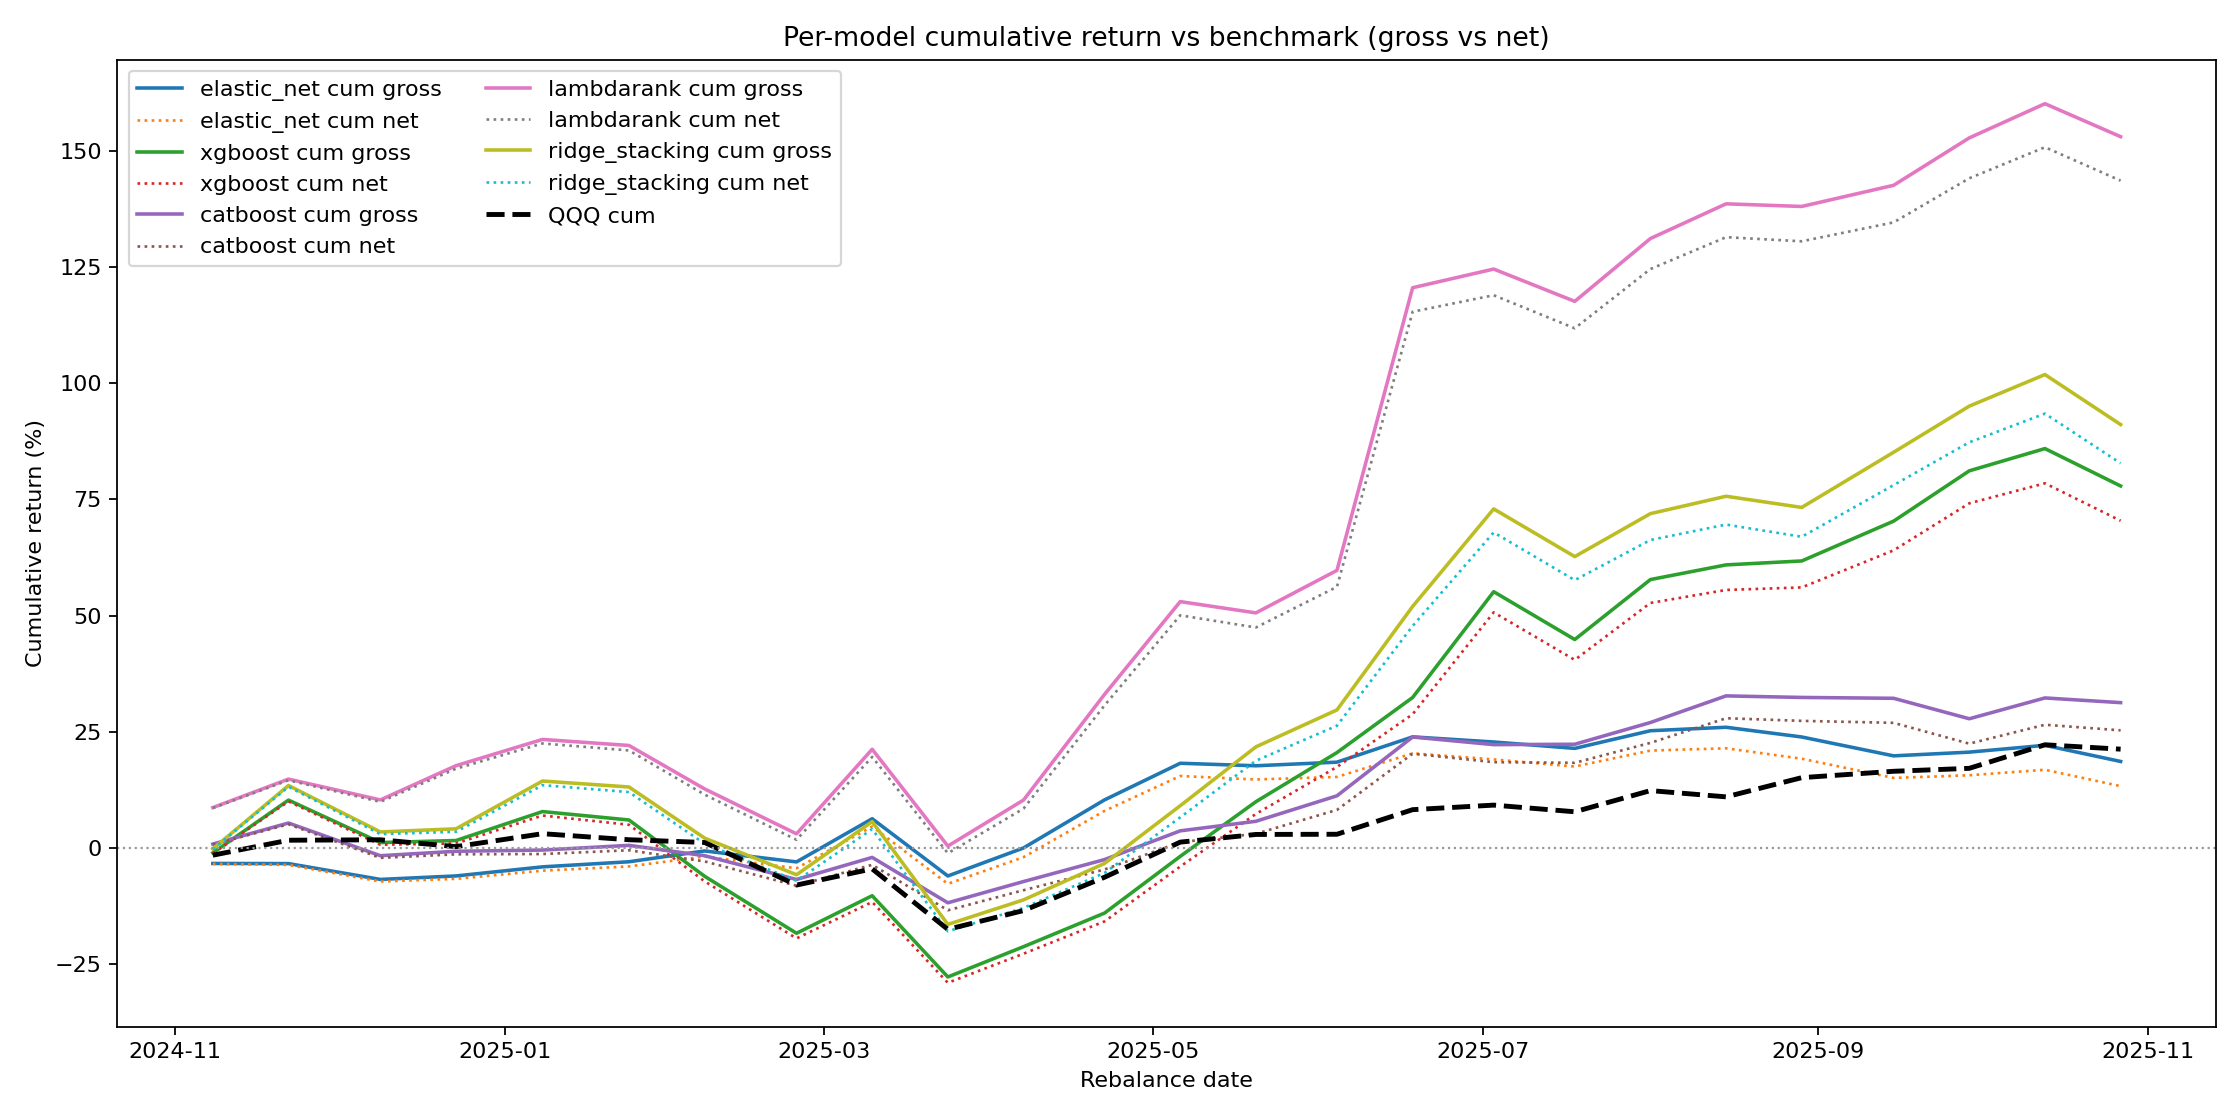 Per-model cumulative return vs benchmark (gross vs net)
elastic_net cum gross
elastic_net cum net
xgboost cum gross
xgboost cum net
catboost cum gross
catboost cum net
lambdarank cum gross
lambdarank cum net
ridge_stacking cum gross
ridge_stacking cum net
QQQ cum
Cumulative return (%)
150
125
100
75
50
25
0
−25
2024-11
2025-01
2025-03
2025-05
2025-07
2025-09
2025-11
Rebalance date